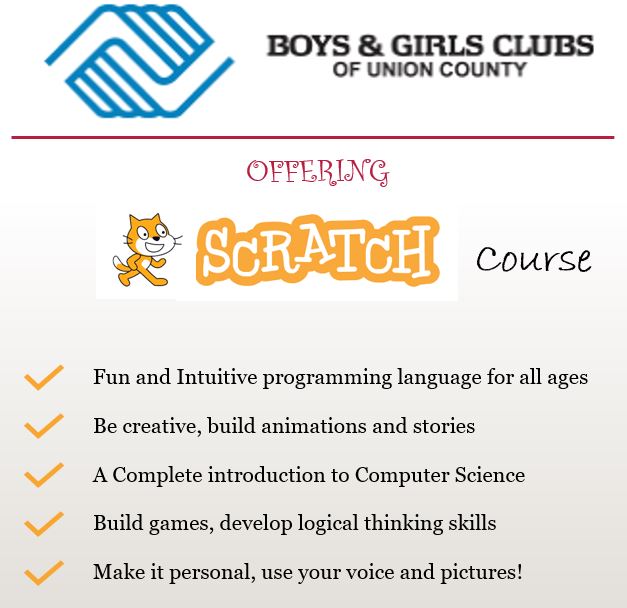 BOYS & GIRLS CLUBS
OF UNION COUNTY
OFFERING
SCRATCH Course
Fun and Intuitive programming language for all ages
Be creative, build animations and stories
A Complete introduction to Computer Science
Build games, develop logical thinking skills
Make it personal, use your voice and pictures!